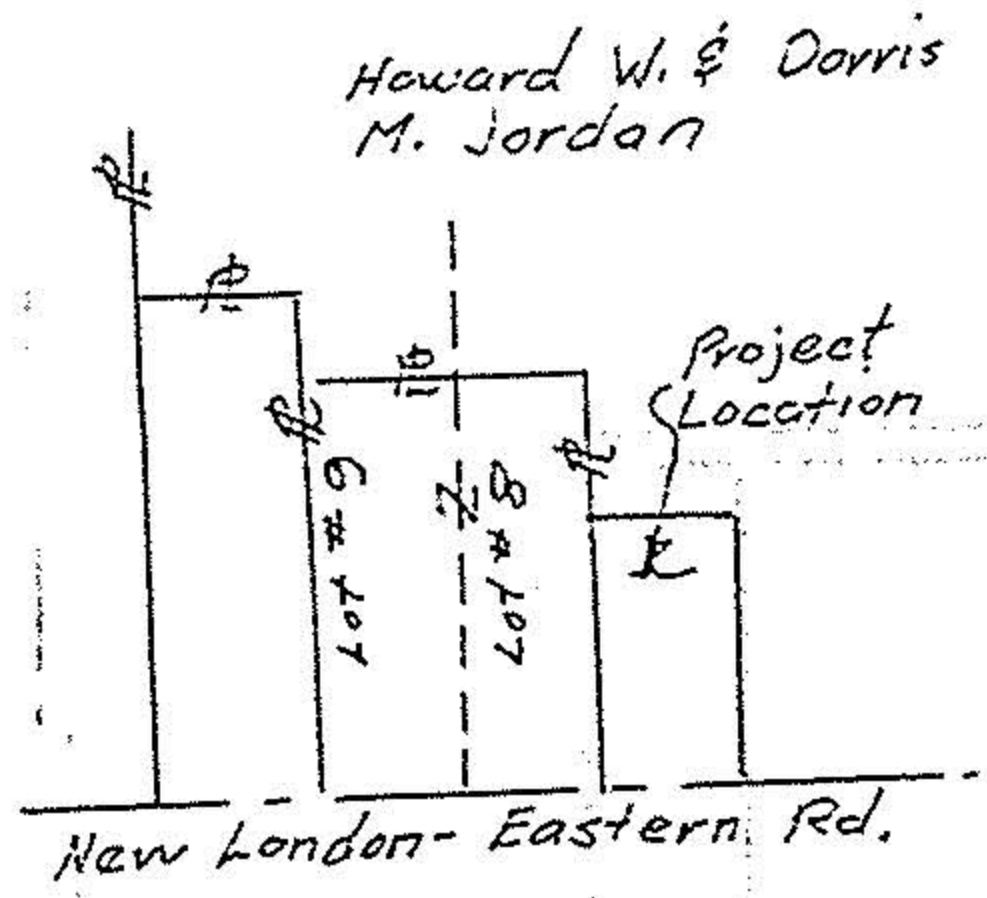 Howard W. & Dorris
M. Jordan
Project
Location
Lot # 9
Lot # 8
New London- Eastern Rd.